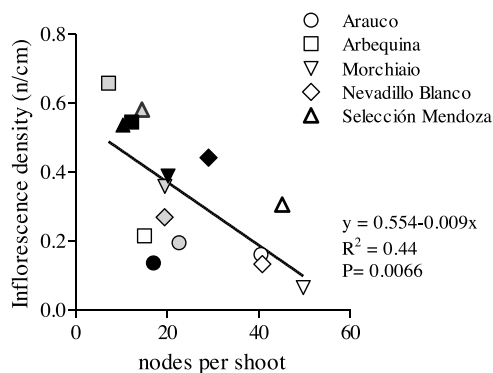 Arauco
Arbequina
Morchiaio
Nevadillo Blanco
Selección Mendoza
Inflorescence density (n/cm)
0.8
0.6
0.4
0.2
0.0
0
20
40
60
nodes per shoot
y = 0.554-0.009x
R² = 0.44
P= 0.0066